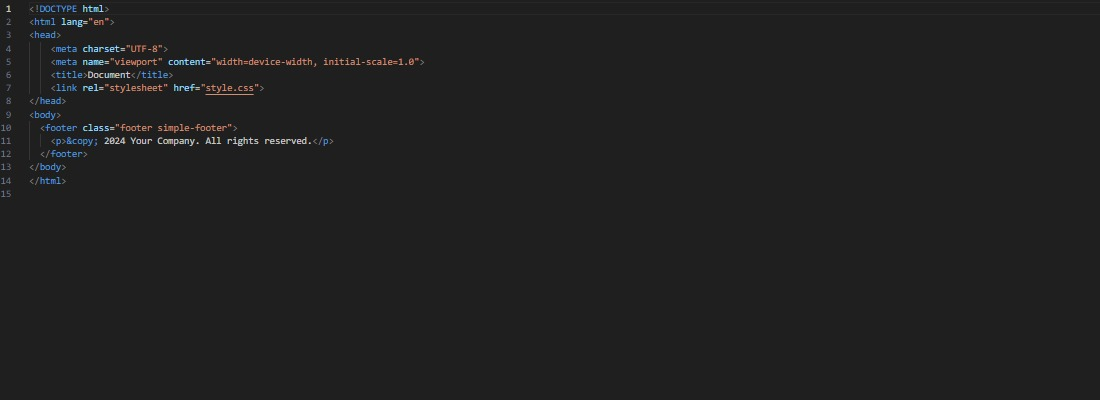 1 <!DOCTYPE html>
2 <html lang="en">
3 <head>
4 <meta charset="UTF-8">
5 <meta name="viewport" content="width=device-width, initial-scale=1.0">
6 <title>Document</title>
7 <link rel="stylesheet" href="style.css">
8 </head>
9 <body>
10 <footer class="footer simple-footer">
11 <p>&copy; 2024 Your Company. All rights reserved.</p>
12 </footer>
13 </body>
14 </html>
15